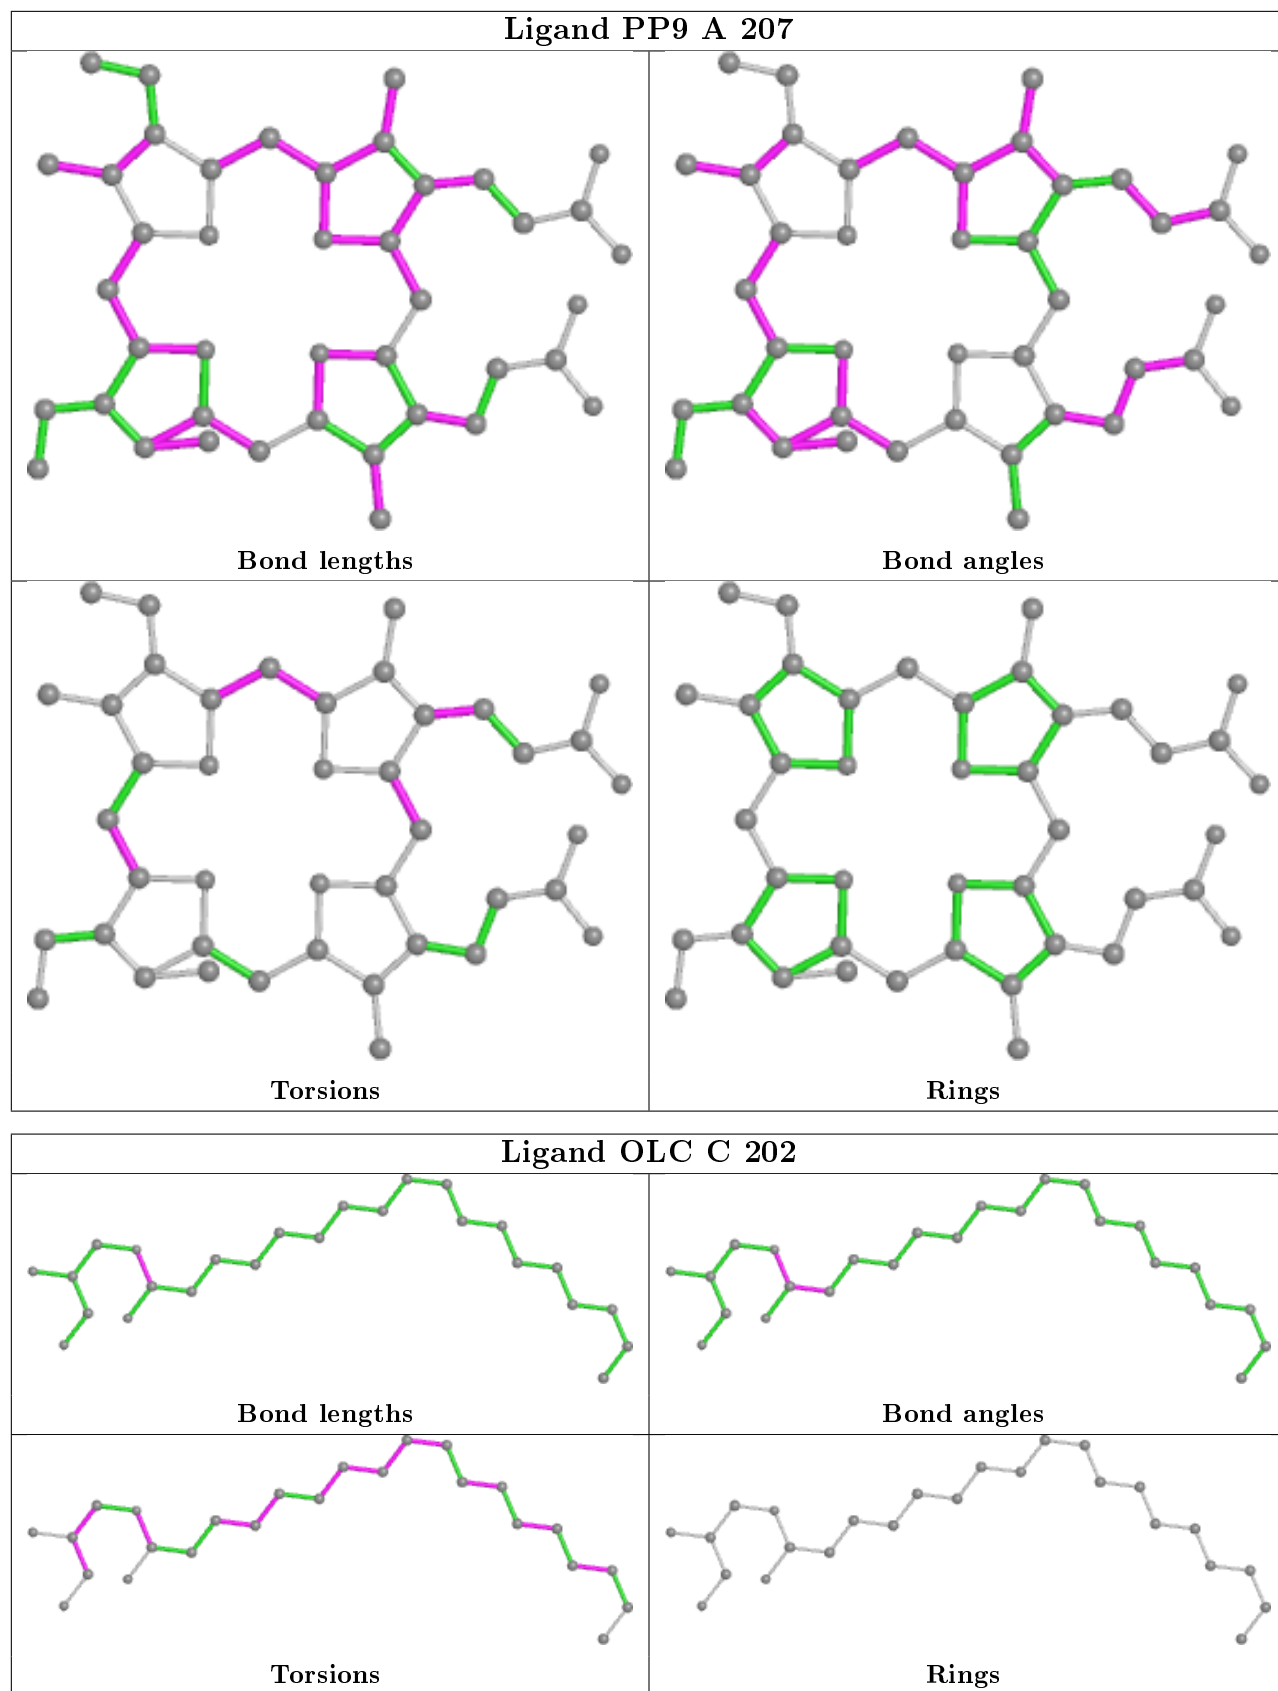 Ligand PP9 A 207
Bond lengths
Bond angles
Torsions
Rings
Ligand OLC C 202
Bond lengths
Bond angles
Torsions
Rings